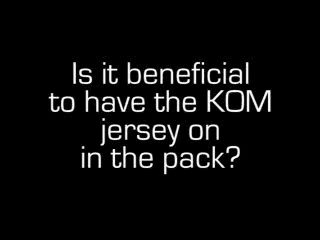 Is it beneficial
to have the KOM
jersey on
in the pack?